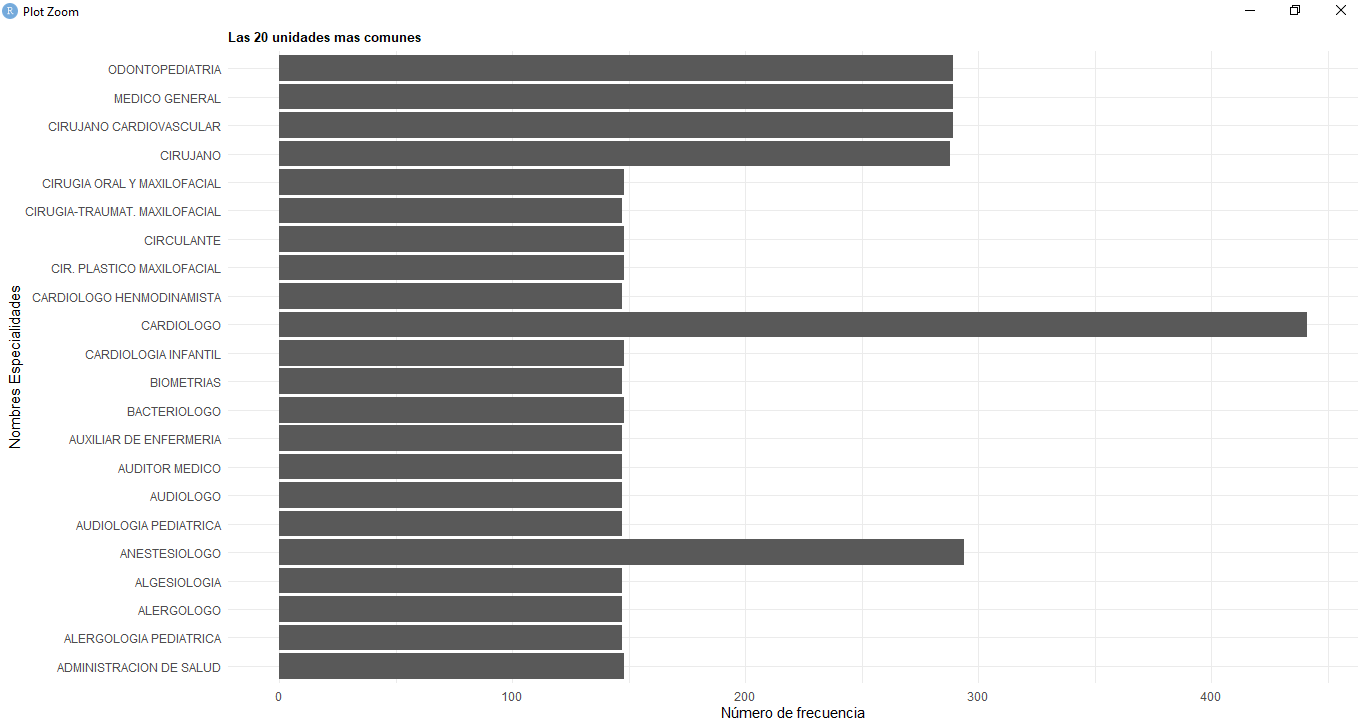 R Plot Zoom
Las 20 unidades mas comunes
ODONTOPEDIATRIA
MEDICO GENERAL
CIRUJANO CARDIOVASCULAR
CIRUJANO
CIRUGIA ORAL Y MAXILOFACIAL
CIRUGIA-TRAUMAT. MAXILOFACIAL
CIRCULANTE
CIR. PLASTICO MAXILOFACIAL
CARDIOLOGO HENMODINAMISTA
CARDIOLOGO
CARDIOLOGIA INFANTIL
BIOMETRIAS
BACTERIOLOGO
AUXILIAR DE ENFERMERIA
AUDITOR MEDICO
AUDIOLOGO
AUDIOLOGIA PEDIATRICA
ANESTESIOLOGO
ALGESIOLOGIA
ALERGOLOGO
ALERGOLOGIA PEDIATRICA
ADMINISTRACION DE SALUD
Nombres Especialidades
0 100 200 300 400
Número de frecuencia